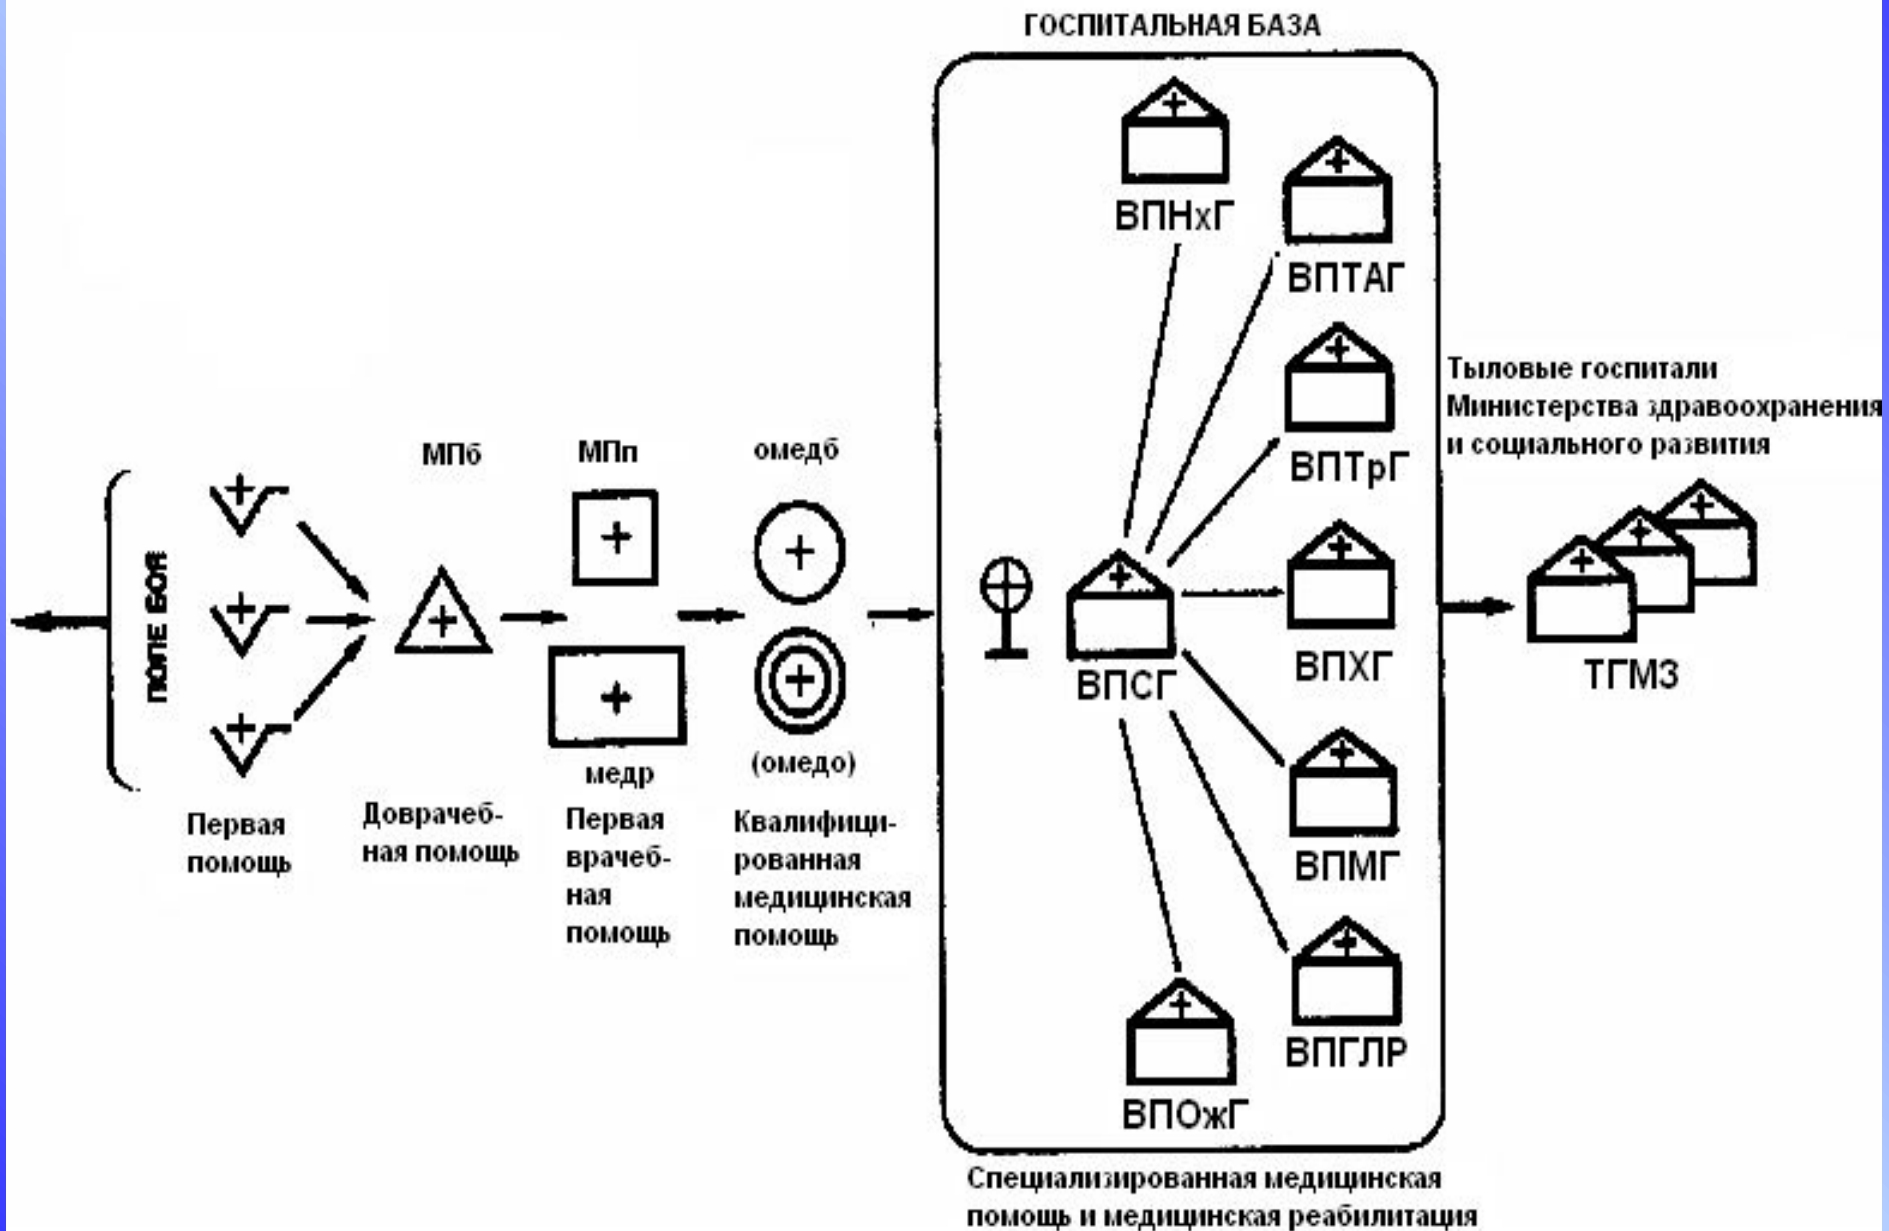 ГОСПИТАЛЬНАЯ БАЗА
ВПНхГ
ВПТАГ
Тыловые госпитали
Министерства здравоохранения
и социального развития
МПб
МПп
омедб
ВПТрГ
ПОЛЕ БОЯ
ВПСГ
ВПХГ
ТГМЗ
медр
(омедо)
Первая
помощь
Доврачеб-
ная помощь
Первая
врачеб-
ная
помощь
Квалифици-
рованная
медицинская
помощь
ВПМГ
ВПГЛР
ВПОжГ
Специализированная медицинская
помощь и медицинская реабилитация